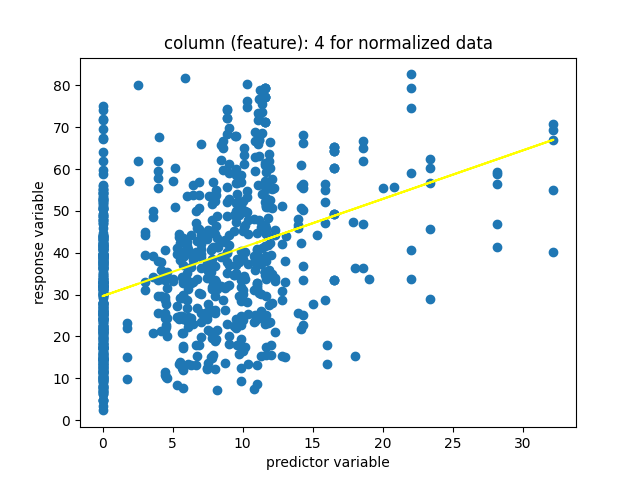 column (feature): 4 for normalized data
80
70
60
50
40
30
20
10
0
response variable
0 5 10 15 20 25 30
predictor variable